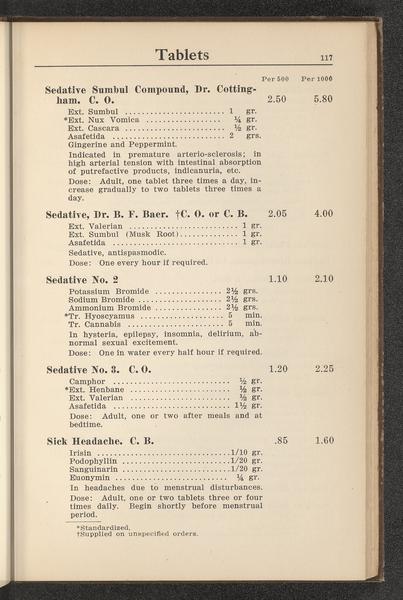 Tablets 117
Per 500 Per 1000
Sedative Sumbul Compound, Dr. Cotting-
ham. C. O. 2.50 5.80
Ext. Sumbul ........................ 1 gr.
*Ext. Nux Vomica .................. ¼ gr.
Ext. Cascara ........................ ½ gr.
Asafetida ........................... 2 grs.
Gingerine and Peppermint.
Indicated in premature arterio-sclerosis; in
high arterial tension with intestinal absorption
of putrefactive products, indicanuria, etc.
Dose: Adult, one tablet three times a day, in-
crease gradually to two tablets three times a
day.
Sedative, Dr. B. F. Baer. †C. O. or C. B. 2.05 4.00
Ext. Valerian .......................... 1 gr.
Ext. Sumbul (Musk Root).............. 1 gr.
Asafetida .............................. 1 gr.
Sedative, antispasmodic.
Dose: One every hour if required.
Sedative No. 2 1.10 2.10
Potassium Bromide ................ 2½ grs.
Sodium Bromide .................... 2½ grs.
Ammonium Bromide ................ 2½ grs.
*Tr. Hyoscyamus .................... 5 min.
Tr. Cannabis ........................ 5 min.
In hysteria, epilepsy, insomnia, delirium, ab-
normal sexual excitement.
Dose: One in water every half hour if required.
Sedative No. 3. C. O. 1.20 2.25
Camphor ............................ ½ gr.
*Ext. Henbane ........................ ½ gr.
Ext. Valerian ........................ ½ gr.
Asafetida ............................ 1½ gr.
Dose: Adult, one or two after meals and at
bedtime.
Sick Headache. C. B. .85 1.60
Irisin ................................1/10 gr.
Podophyllin ..........................1/20 gr.
Sanguinarin ..........................1/20 gr.
Euonymin ........................... ¼ gr.
In headaches due to menstrual disturbances.
Dose: Adult, one or two tablets three or four
times daily. Begin shortly before menstrual
period.
*Standardized.
†Supplied on unspecified orders.